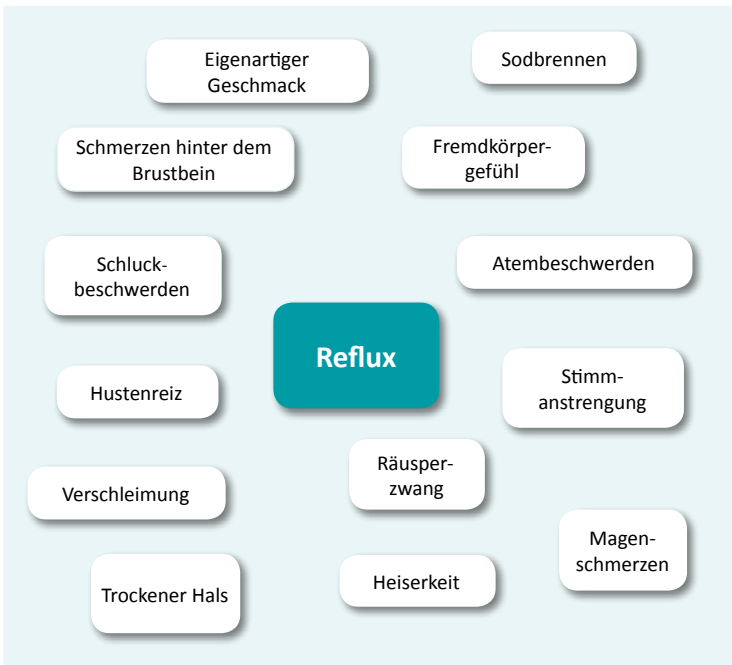 Eigenartiger
Geschmack
Sodbrennen
Schmerzen hinter dem
Brustbein
Fremdkörper-
gefühl
Schluck-
beschwerden
Atembeschwerden
Reflux
Hustenreiz
Stimm-
anstrengung
Räusper-
zwang
Verschleimung
Magen-
schmerzen
Trockener Hals
Heiserkeit